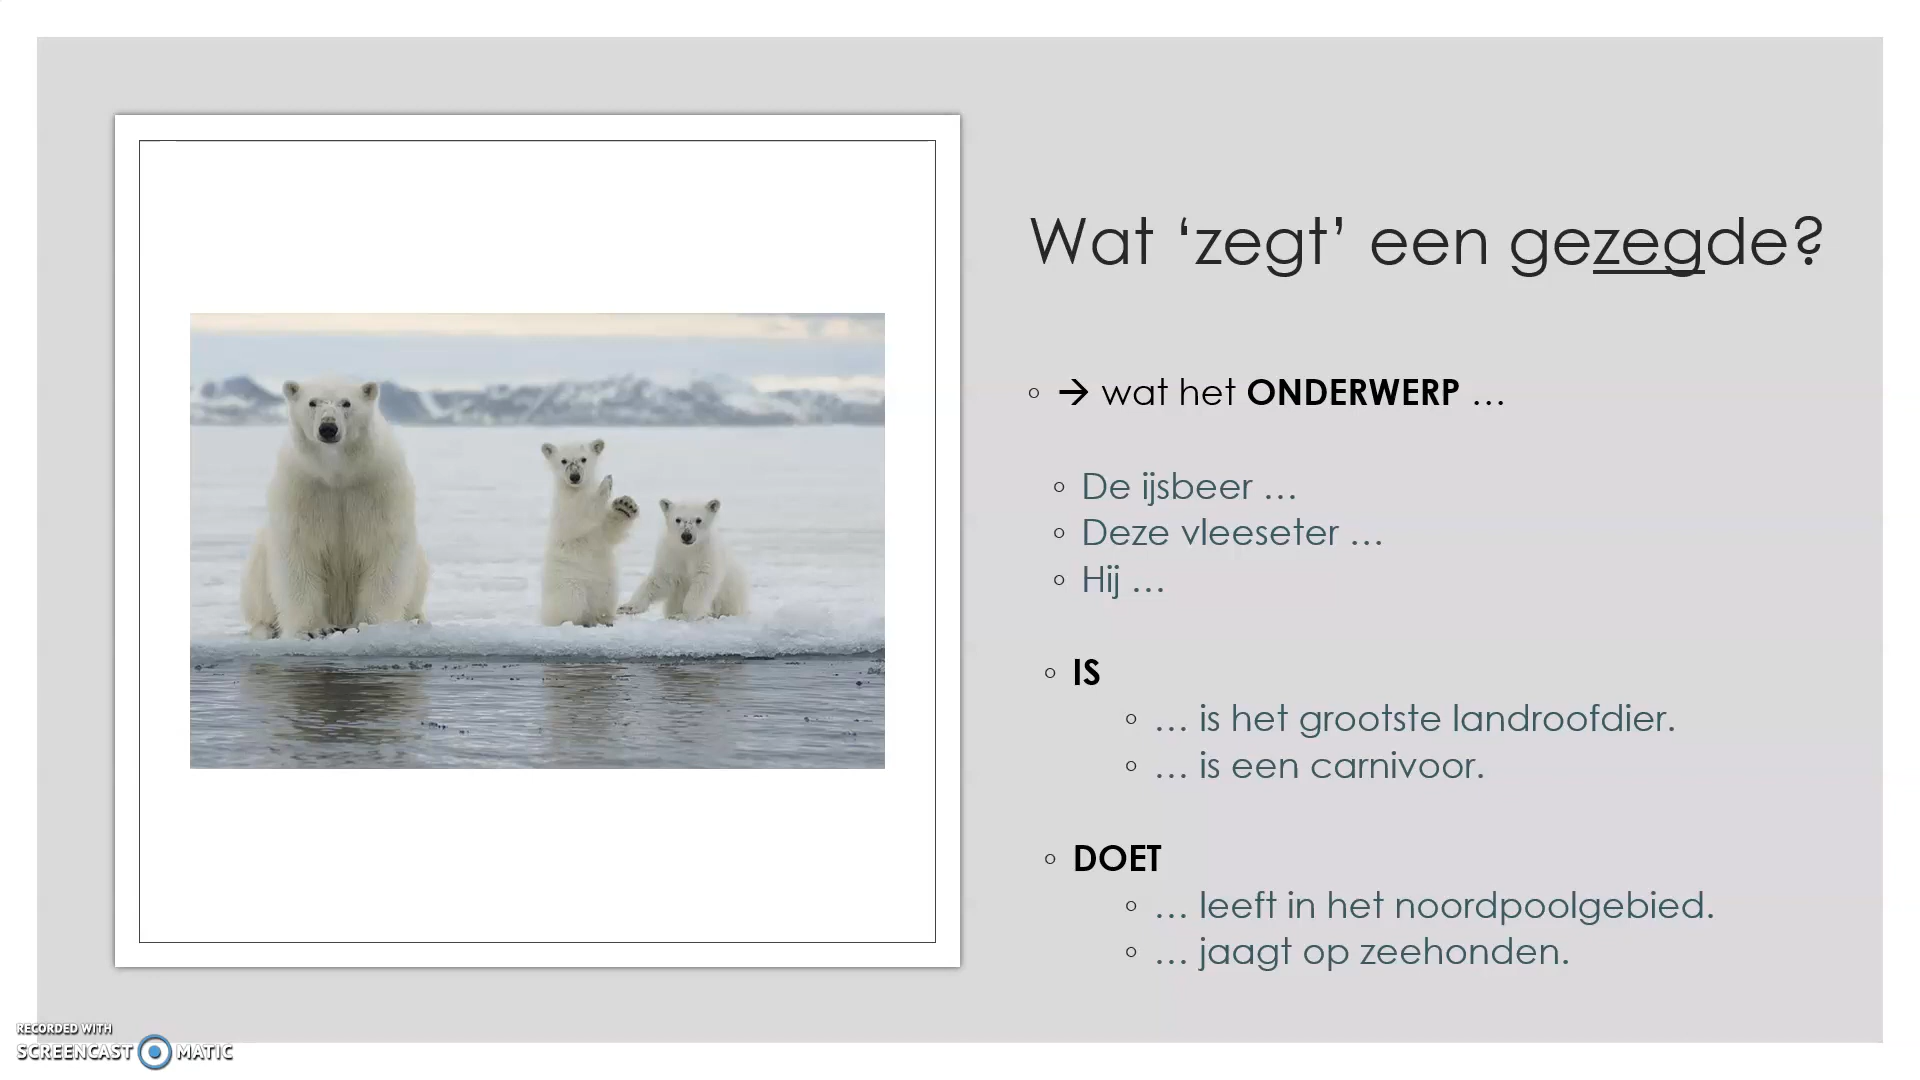 Wat ‘zegt’ een gezegde?
→ wat het ONDERWERP …
De ijsbeer …
Deze vleeseter …
Hij …
IS
… is het grootste landroofdier.
… is een carnivoor.
DOET
… leeft in het noordpoolgebied.
… jaagt op zeehonden.
RECORDED WITH
SCREENCAST MATIC